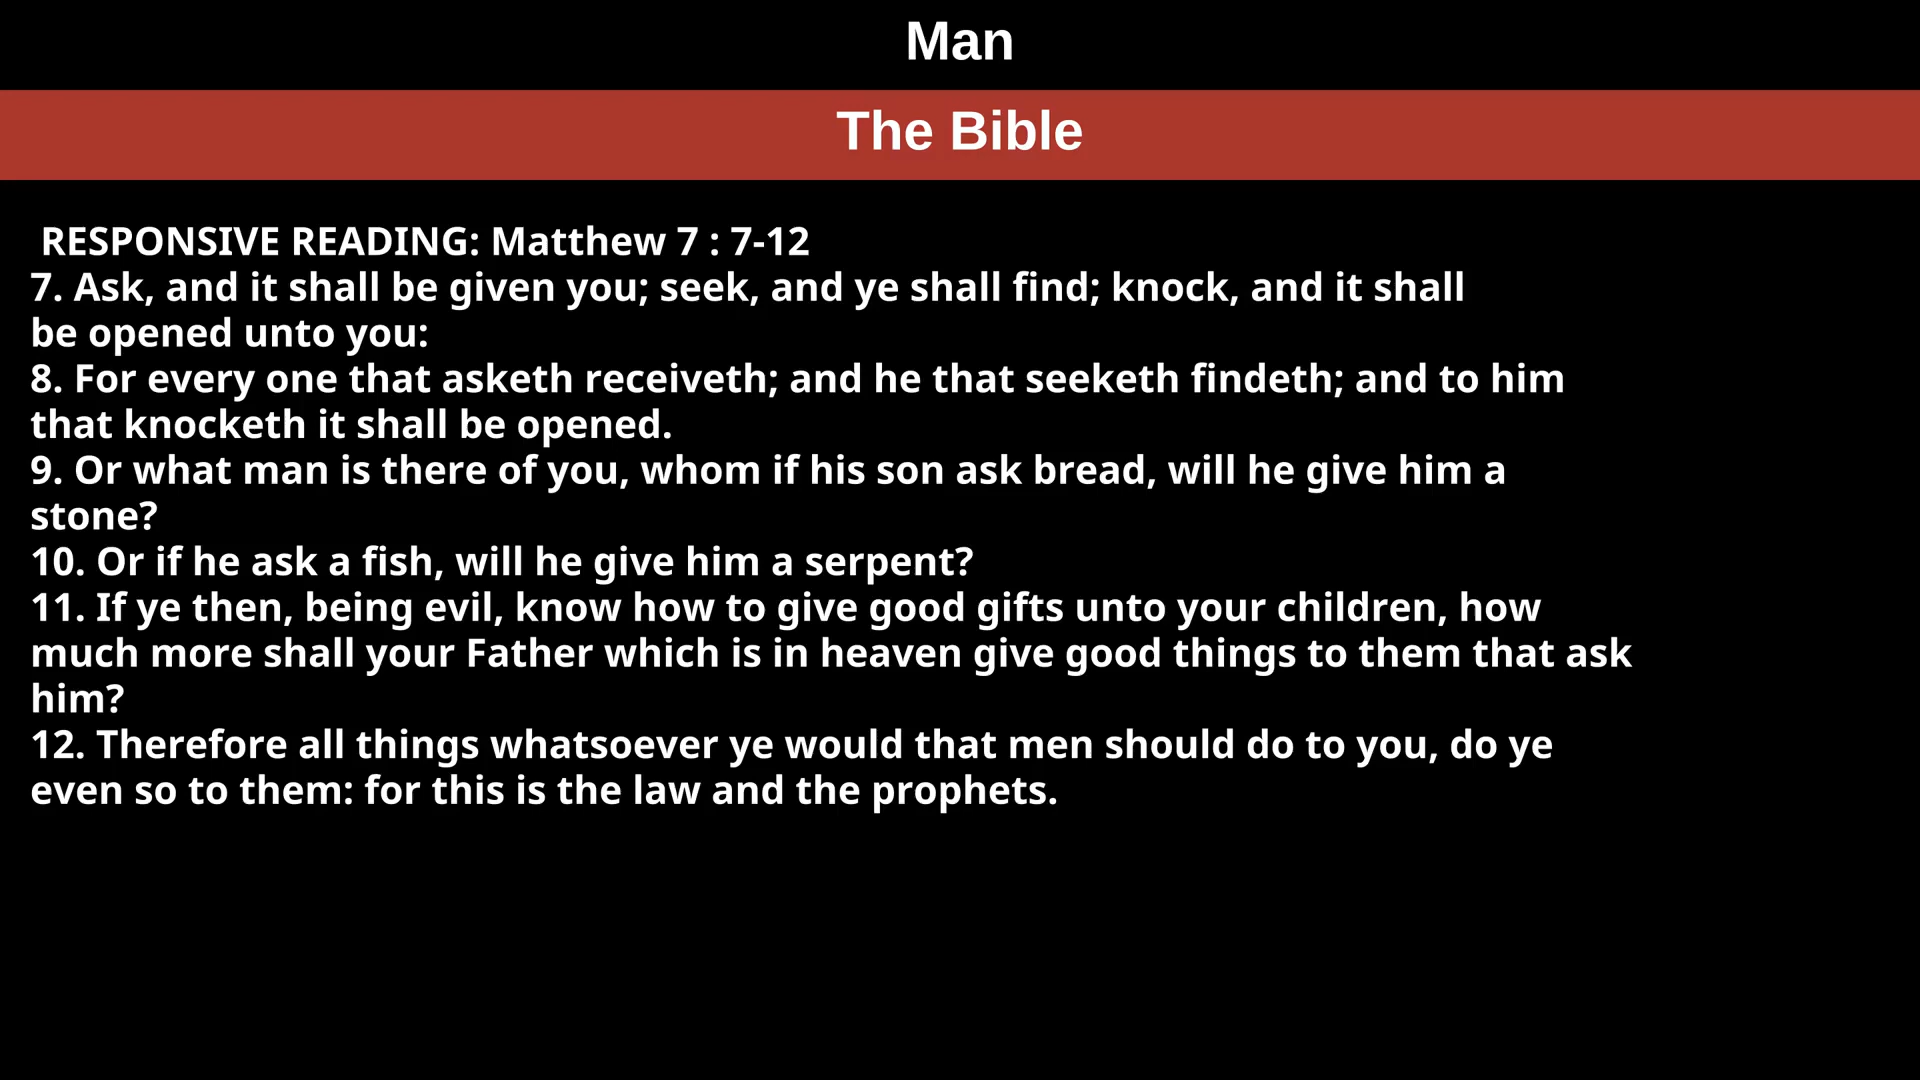 Man
The Bible
RESPONSIVE READING: Matthew 7 : 7-12
7. Ask, and it shall be given you; seek, and ye shall find; knock, and it shall
be opened unto you:
8. For every one that asketh receiveth; and he that seeketh findeth; and to him
that knocketh it shall be opened.
9. Or what man is there of you, whom if his son ask bread, will he give him a
stone?
10. Or if he ask a fish, will he give him a serpent?
11. If ye then, being evil, know how to give good gifts unto your children, how
much more shall your Father which is in heaven give good things to them that ask
him?
12. Therefore all things whatsoever ye would that men should do to you, do ye
even so to them: for this is the law and the prophets.